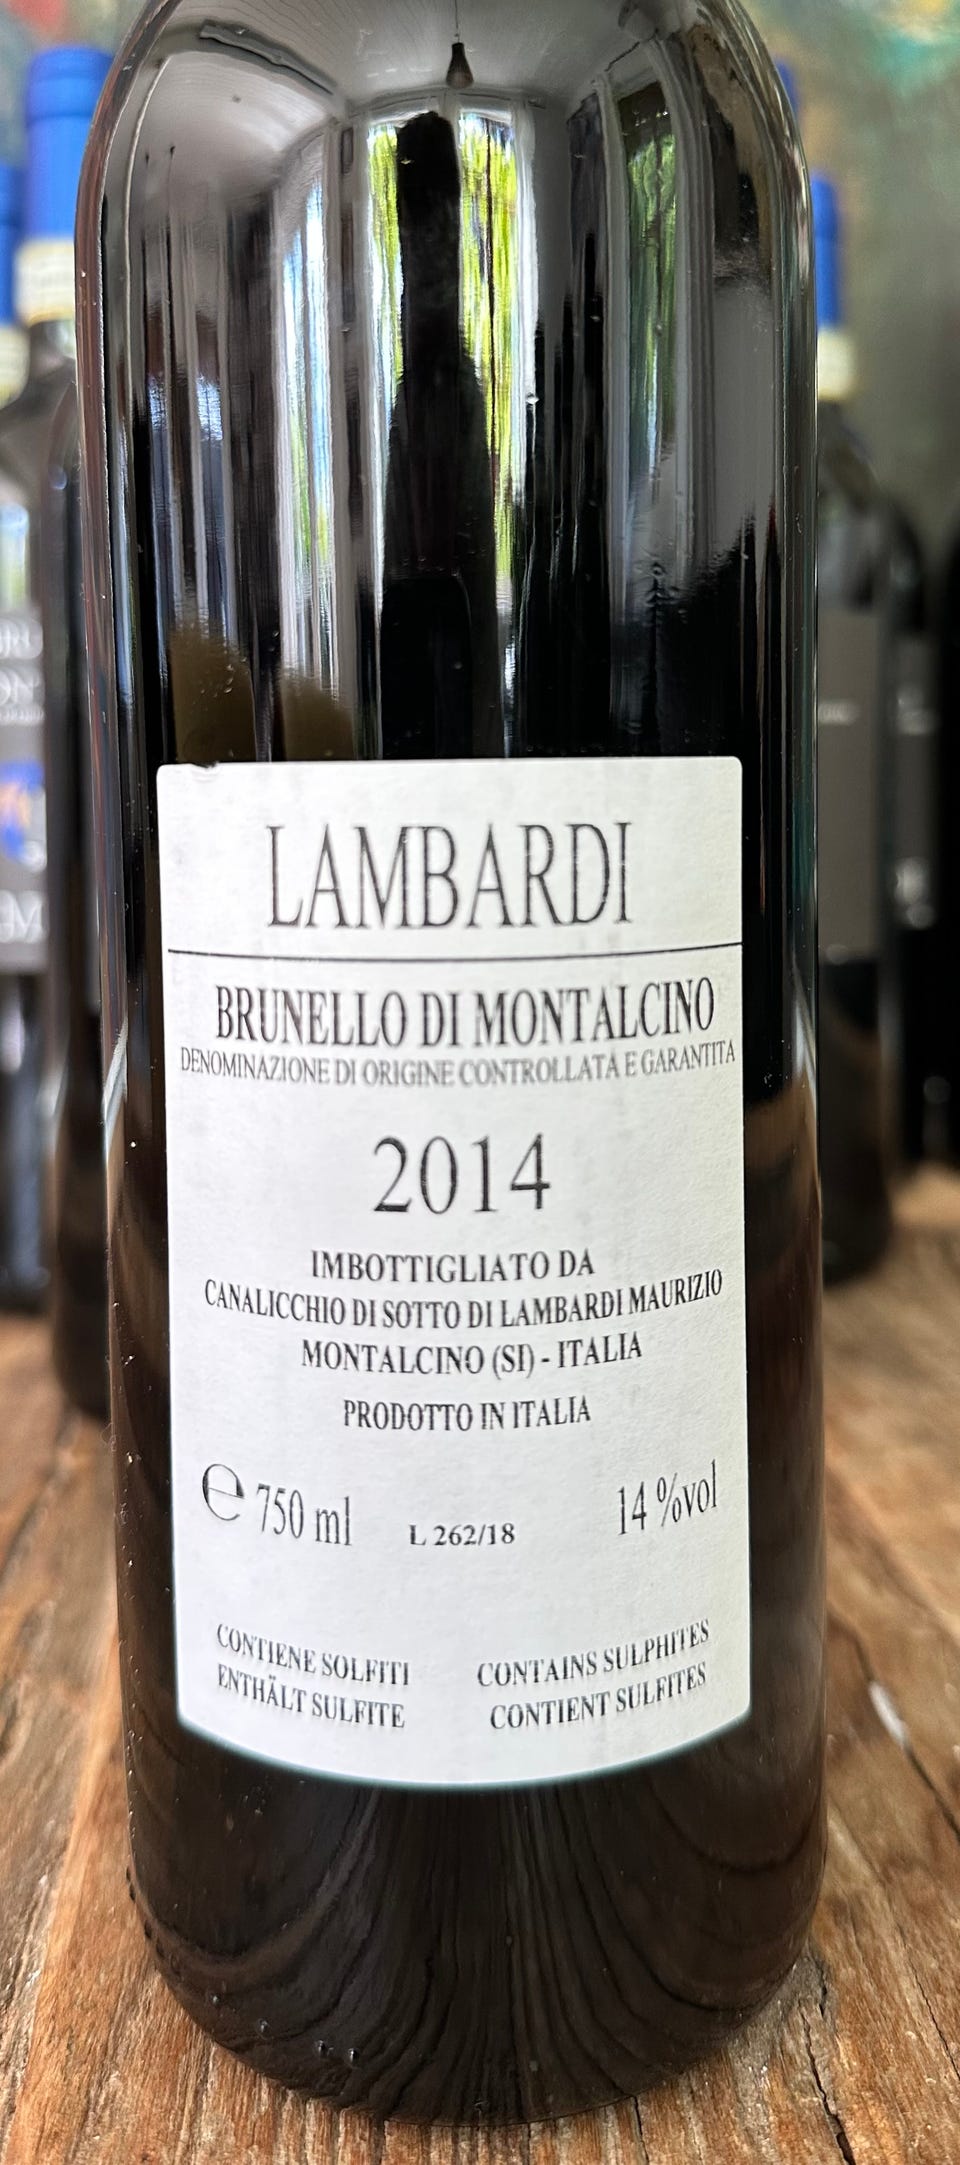 LAMBARDI
BRUNELLO DI MONTALCINO
DENOMINAZIONE DI ORIGINE CONTROLLATA E GARANTITA
2014
IMBOTTIGLIATO DA
CANALICCHIO DI SOTTO DI LAMBARDI MAURIZIO
MONTALCINO (SI) - ITALIA
PRODOTTO IN ITALIA
℮ 750 ml L 262/18 14 %vol
CONTIENE SOLFITI CONTAINS SULPHITES
ENTHÄLT SULFITE CONTIENT SULFITES